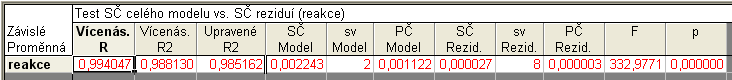 Test SČ celého modelu vs. SČ reziduí (reakce)
Závislé Vícenás. Vícenás. Upravené SČ sv PČ SČ sv PČ F p
Proměnná R R2 R2 Model Model Model Rezid. Rezid. Rezid.
reakce 0,994047 0,988130 0,985162 0,002243 2 0,001122 0,000027 8 0,000003 332,9771 0,000000